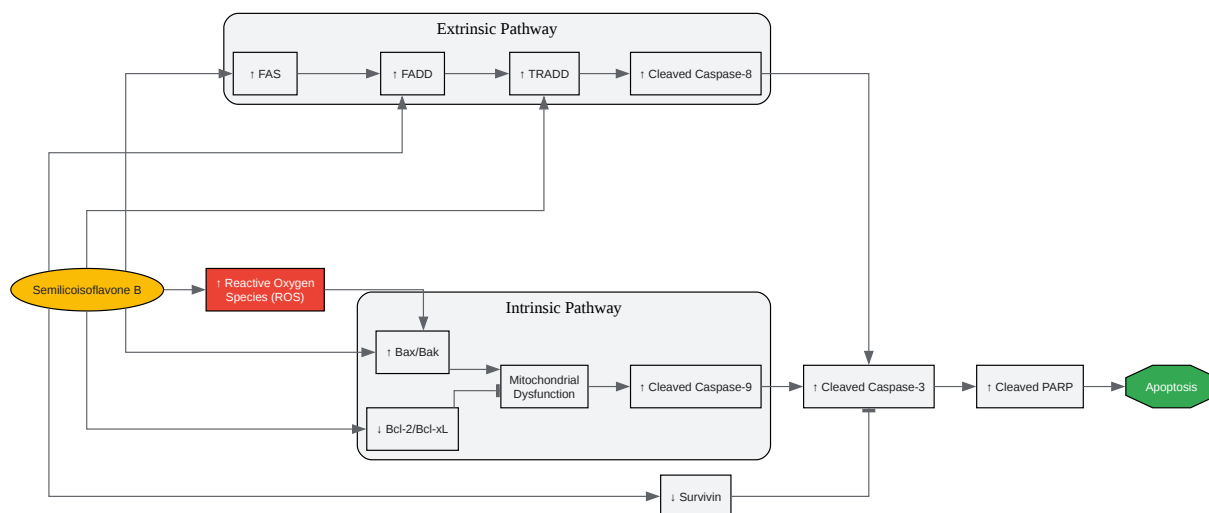 Extrinsic Pathway
↑ FAS
↑ FADD
↑ TRADD
↑ Cleaved Caspase-8
Semilicoisoflavone B
↑ Reactive Oxygen
Species (ROS)
Intrinsic Pathway
↑ Bax/Bak
Mitochondrial
Dysfunction
↑ Cleaved Caspase-9
↑ Cleaved Caspase-3
↑ Cleaved PARP
Apoptosis
↓ Bcl-2/Bcl-xL
↓ Survivin